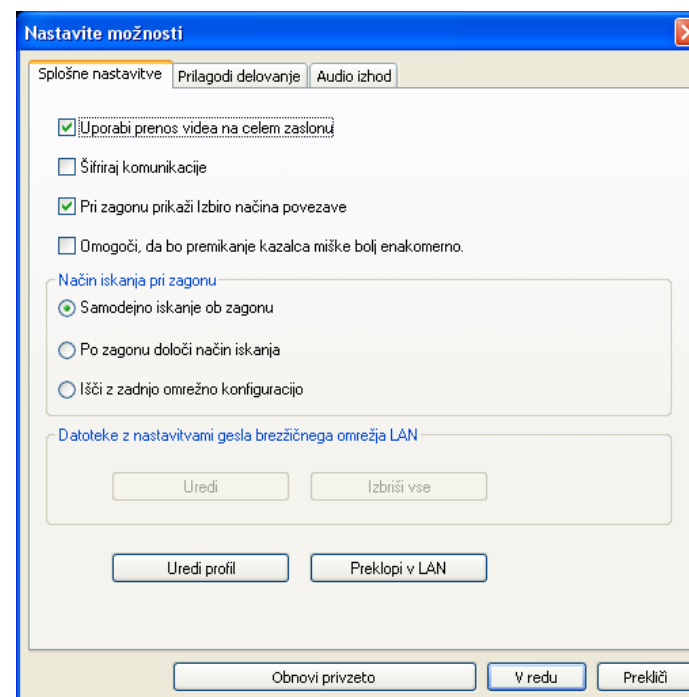 Nastavite možnosti
Splošne nastavitve
Prilagodi delovanje
Audio izhod
Uporabi prenos videa na celem zaslonu
Šifriraj komunikacije
Pri zagonu prikaži Izbiro načina povezave
Omogoči, da bo premikanje kazalca miške bolj enakomerno.
Način iskanja pri zagonu
Samodejno iskanje ob zagonu
Po zagonu določi način iskanja
Išči z zadnjo omrežno konfiguracijo
Datoteke z nastavitvami gesla brezžičnega omrežja LAN
Uredi
Izbriši vse
Uredi profil
Preklopi v LAN
Obnovi privzeto
V redu
Prekliči